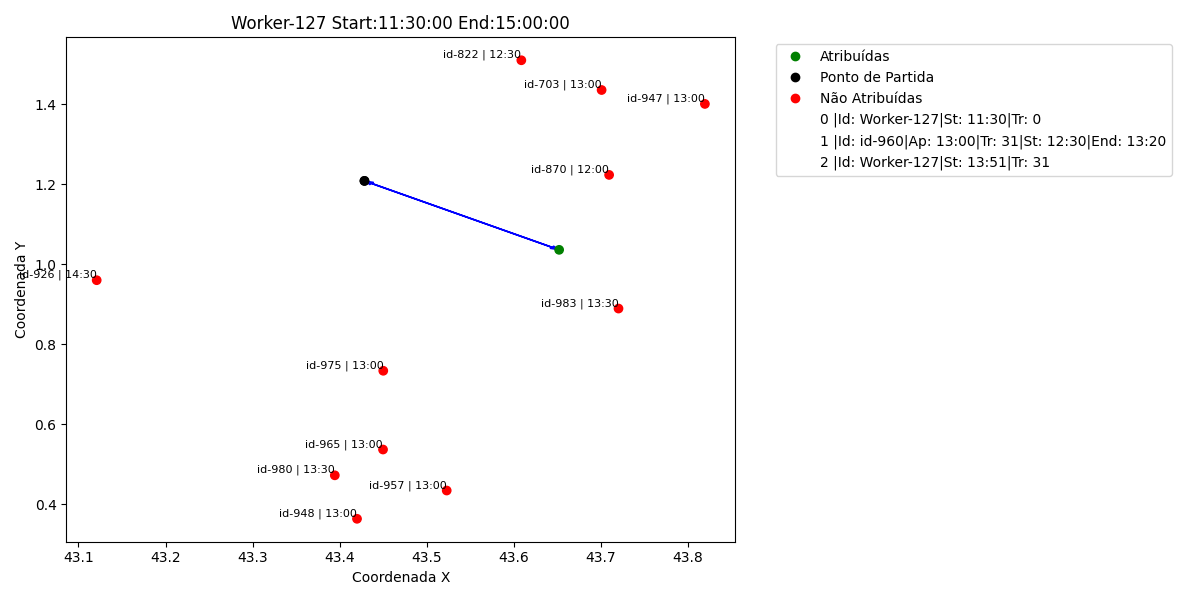 Worker-127 Start:11:30:00 End:15:00:00
id-822 | 12:30
id-703 | 13:00
id-947 | 13:00
id-870 | 12:00
id-926 | 14:30
id-983 | 13:30
id-975 | 13:00
id-965 | 13:00
id-980 | 13:30
id-957 | 13:00
id-948 | 13:00
Coordenada Y
1.4
1.2
1.0
0.8
0.6
0.4
43.1 43.2 43.3 43.4 43.5 43.6 43.7 43.8
Coordenada X
Atribuídas
Ponto de Partida
Não Atribuídas
0 |Id: Worker-127|St: 11:30|Tr: 0
1 |Id: id-960|Ap: 13:00|Tr: 31|St: 12:30|End: 13:20
2 |Id: Worker-127|St: 13:51|Tr: 31